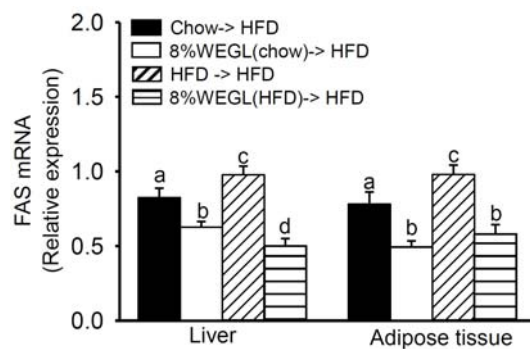 FAS mRNA
(Relative expression)
2.0
1.5
1.0
0.5
0.0
Chow-> HFD
8%WEGL(chow)-> HFD
HFD -> HFD
8%WEGL(HFD)-> HFD
a
b
c
d
a
b
c
b
Liver
Adipose tissue